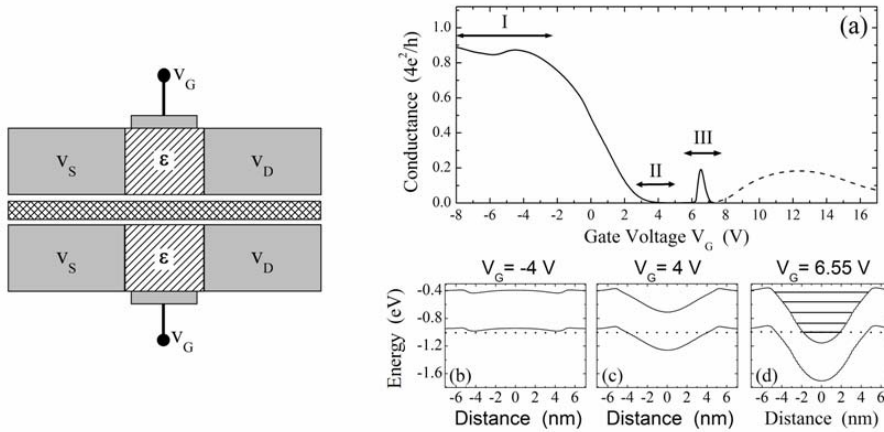 V_G
V_S ε V_D
V_S ε V_D
V_G
(a)
I
II
III
Conductance (4e²/h)
1.0
0.8
0.6
0.4
0.2
0.0
-8 -6 -4 -2 0 2 4 6 8 10 12 14 16
Gate Voltage V_G (V)
V_G = -4 V
V_G = 4 V
V_G = 6.55 V
Energy (eV)
-0.4
-0.8
-1.2
-1.6
(b)
(c)
(d)
-6 -4 -2 0 2 4 6
-6 -4 -2 0 2 4 6
-6 -4 -2 0 2 4 6
Distance (nm)
Distance (nm)
Distance (nm)